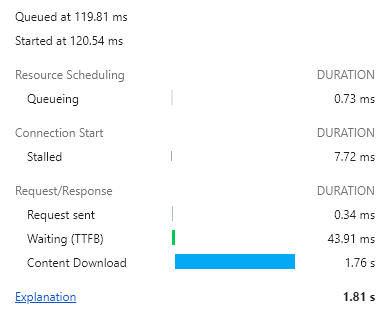 Queued at 119.81 ms
Started at 120.54 ms
Resource Scheduling DURATION
Queueing 0.73 ms
Connection Start DURATION
Stalled 7.72 ms
Request/Response DURATION
Request sent 0.34 ms
Waiting (TTFB) 43.91 ms
Content Download 1.76 s
Explanation 1.81 s